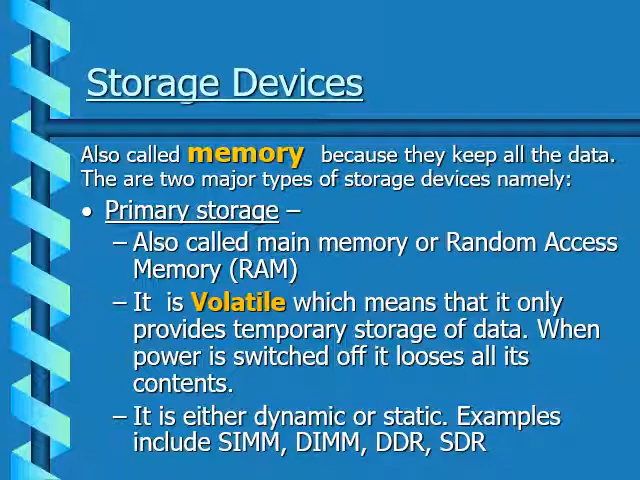 Storage Devices
Also called memory because they keep all the data.
The are two major types of storage devices namely:
• Primary storage –
– Also called main memory or Random Access
Memory (RAM)
– It is Volatile which means that it only
provides temporary storage of data. When
power is switched off it looses all its
contents.
– It is either dynamic or static. Examples
include SIMM, DIMM, DDR, SDR